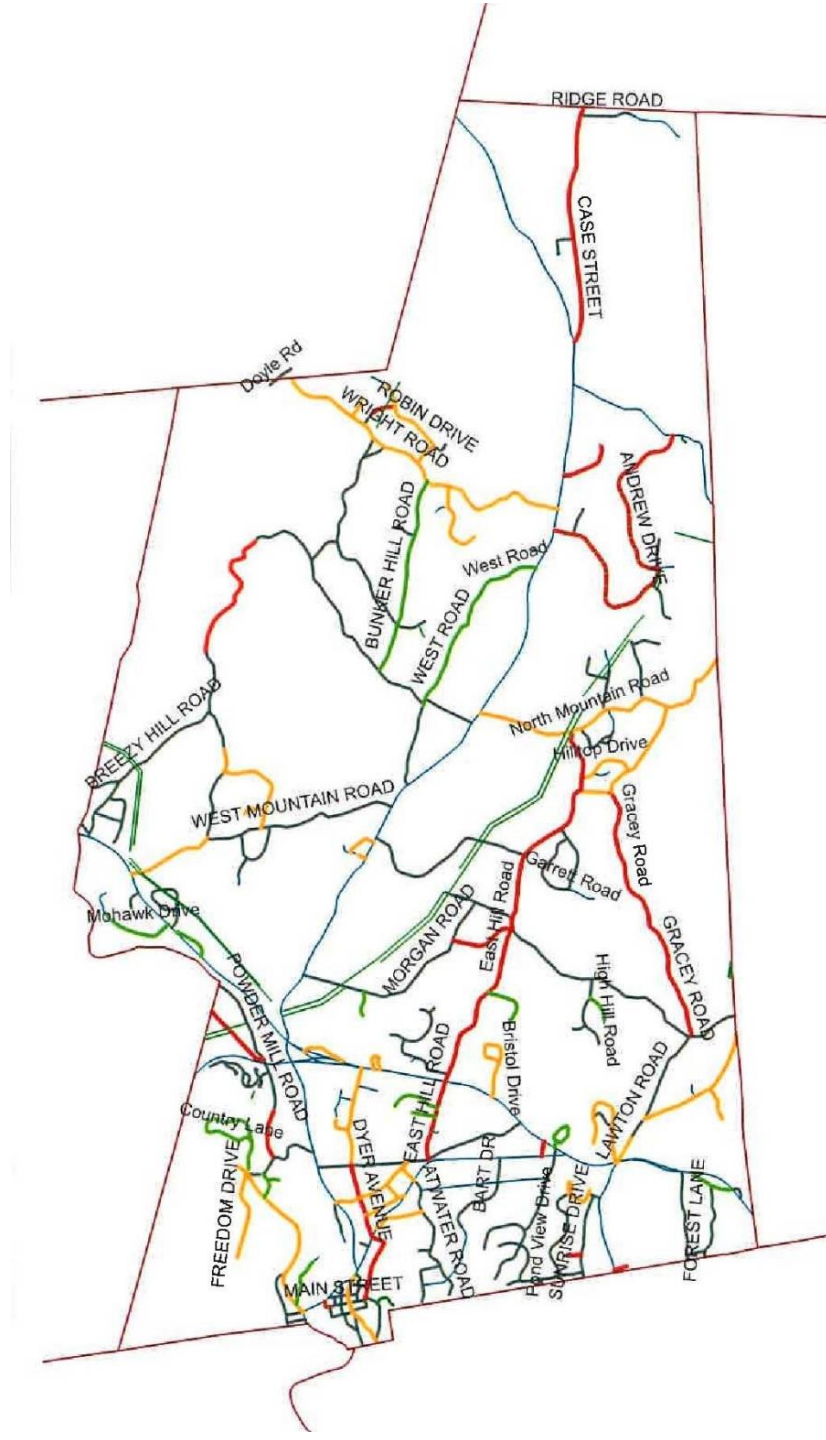 RIDGE ROAD
CASE STREET
Doyle Rd
ROBIN DRIVE
WRIGHT ROAD
ANDREW DRIVE
BUNKER HILL ROAD
West Road
WEST ROAD
North Mountain Road
BREEZY HILL ROAD
Hilltop Drive
WEST MOUNTAIN ROAD
Gracey Road
Garrett Road
East Hill Road
Mohawk Drive
MORGAN ROAD
GRACEY ROAD
High Hill Road
POWDER MILL ROAD
Bristol Drive
EAST HILL ROAD
LAWTON ROAD
Country Lane
DYER AVENUE
FREEDOM DRIVE
ATWATER ROAD
BART DR
Pond View Drive
SUNRISE DRIVE
FOREST LANE
MAIN STREET